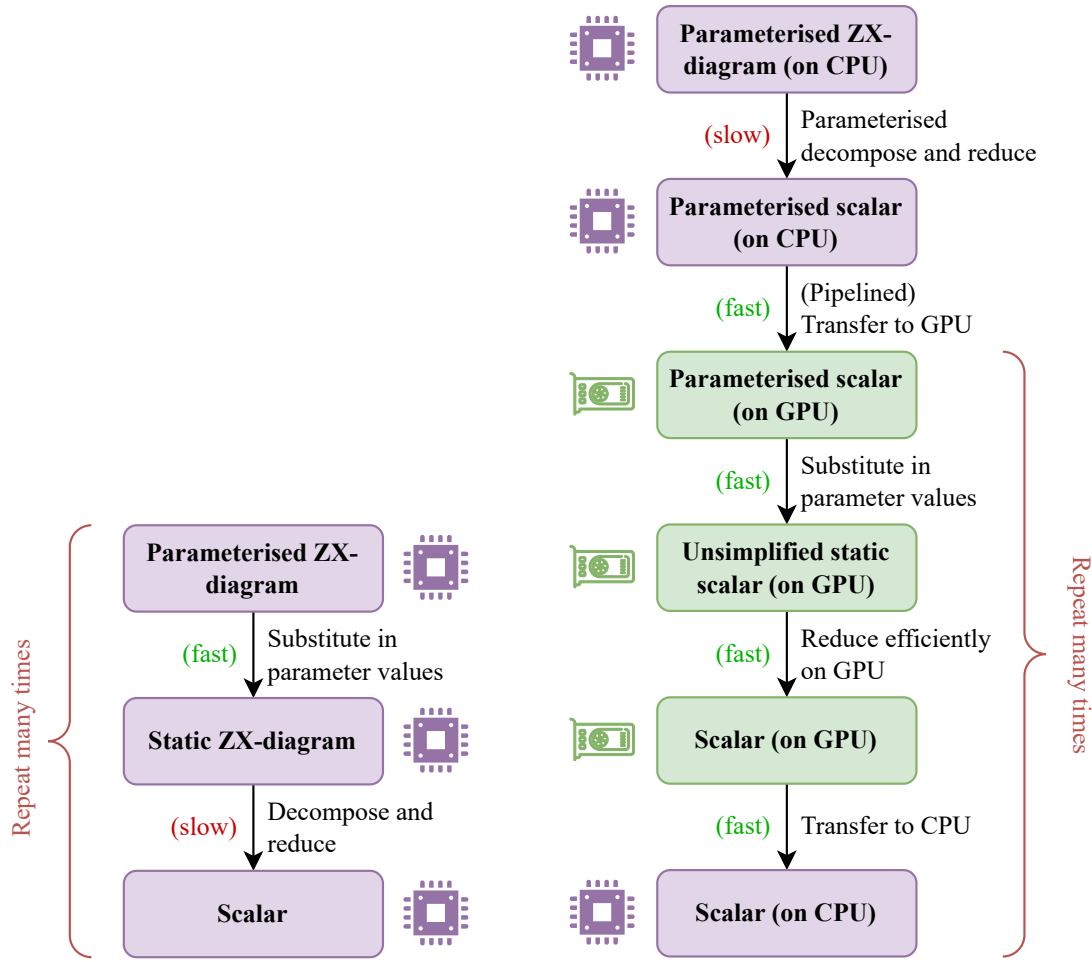 Parameterised ZX-
diagram (on CPU)
(slow)
Parameterised
decompose and reduce
Parameterised scalar
(on CPU)
(fast)
(Pipelined)
Transfer to GPU
Parameterised scalar
(on GPU)
(fast)
Substitute in
parameter values
Unsimplified static
scalar (on GPU)
(fast)
Reduce efficiently
on GPU
Scalar (on GPU)
(fast)
Transfer to CPU
Scalar (on CPU)
Repeat many times
Repeat many times
Parameterised ZX-
diagram
(fast)
Substitute in
parameter values
Static ZX-diagram
(slow)
Decompose and
reduce
Scalar